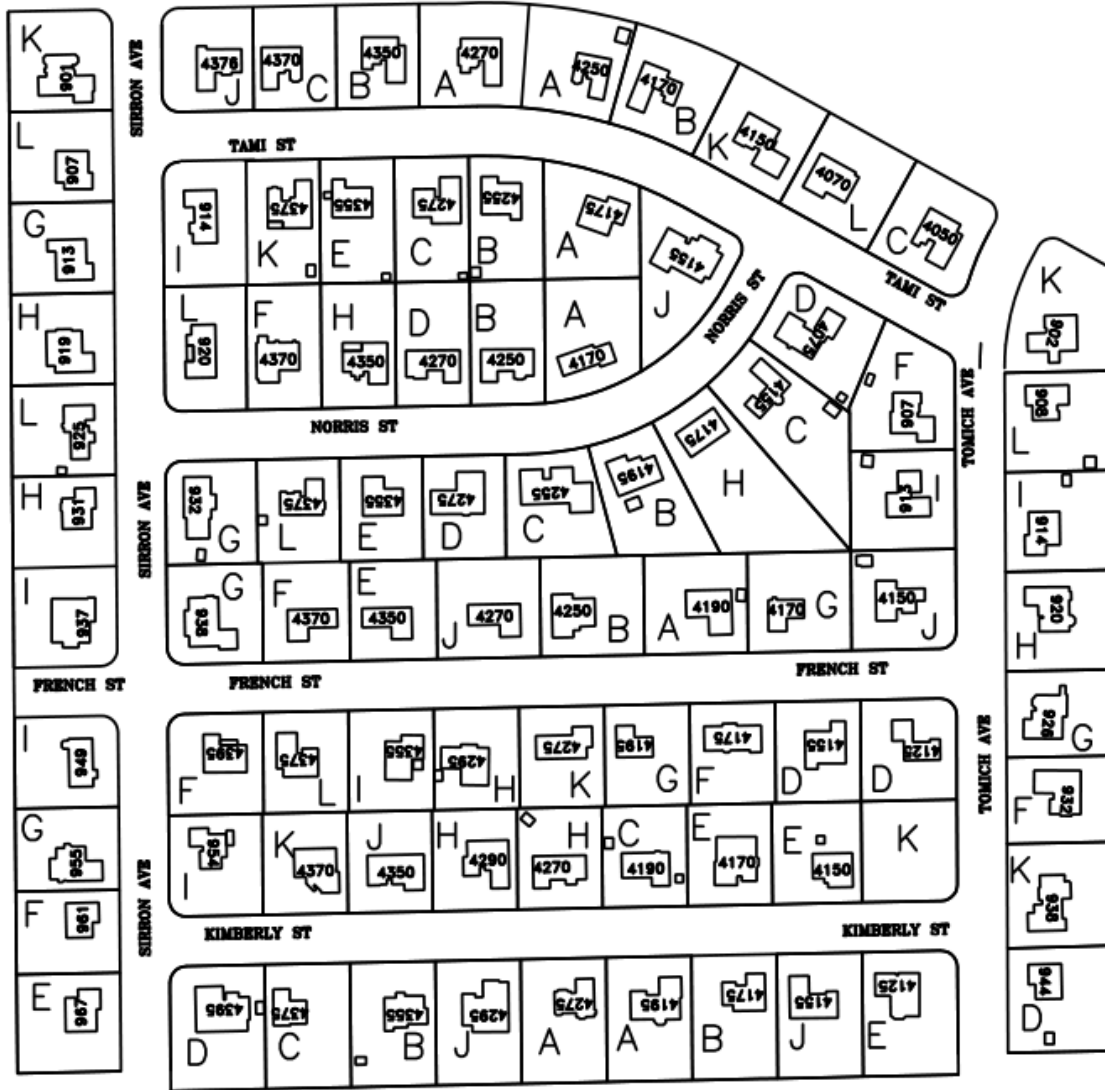 K 901
L 907
G 913
H 919
L 925
H 931
I 937
FRENCH ST
I 949
G 955
F 961
E 967
SIRRON AVE
SIRRON AVE
SIRRON AVE
4376 J
4370 C
4350 B
4270 A
4250 A
4170 B
4150 K
4070 L
4050 C
TAMI ST
TAMI ST
914 I
4375 K
4355 E
4275 C
4255 B
4175 A
4155 J
920 L
4370 F
4350 H
4270 D
4250 B
4170 A
NORRIS ST
NORRIS ST
932 G
4375 L
4355 E
4275 D
4255 C
4195 B
4175 H
4155 C
4075 D
907 F
913 I
938 G
4370 F
4350 E
4270 J
4250 B
4190 A
4170 G
4150 J
FRENCH ST
FRENCH ST
4395 F
4375 L
4355 I
4295 H
4275 K
4195 G
4175 F
4155 D
4125 D
954 I
4370 K
4350 J
4290 H
4270 H
4190 C
4170 E
4150 E
K
KIMBERLY ST
KIMBERLY ST
4395 D
4375 C
4355 B
4295 J
4275 A
4195 A
4175 B
4155 J
4125 E
TOMICH AVE
TOMICH AVE
K 902
L 908
I 914
H 920
G 926
F 932
K 938
D 944